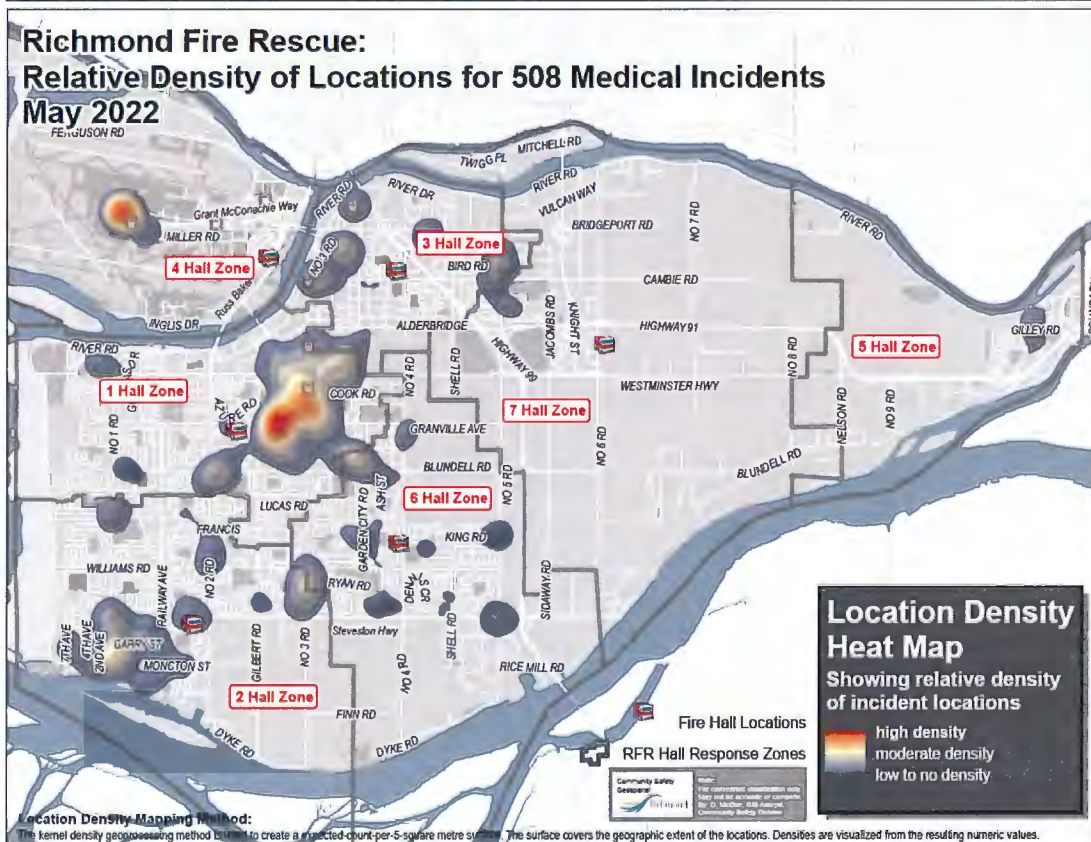 Richmond Fire Rescue:
Relative Density of Locations for 508 Medical Incidents
May 2022
FERGUSON RD
TWIGG PL
MITCHELL RD
RIVER RD
RIVER DR
RIVER RD
VULCAN WAY
Grant McConachie Way
BRIDGEPORT RD
NO 7 RD
RIVER RD
MILLER RD
3 Hall Zone
4 Hall Zone
NO 3 RD
BIRD RD
CAMBIE RD
Russ Baker
JACOMBS RD
KNIGHT ST
INGLIS DR
ALDERBRIDGE
HIGHWAY 91
GILLEY RD
RIVER RD
HIGHWAY 99
5 Hall Zone
1 Hall Zone
COOK RD
NO 4 RD
SHELL RD
WESTMINSTER HWY
NO 8 RD
NO 1 RD
7 Hall Zone
NELSON RD
NO 9 RD
GRANVILLE AVE
NO 6 RD
BLUNDELL RD
BLUNDELL RD
ASH ST
6 Hall Zone
NO 5 RD
LUCAS RD
GARDEN CITY RD
FRANCIS
KING RD
WILLIAMS RD
RAILWAY AVE
NO 2 RD
RYAN RD
SIDAWAY RD
4TH AVE
4TH AVE
2ND AVE
GARRY ST
GILBERT RD
NO 3 RD
Steveston Hwy
SHELL RD
MONCTON ST
NO 4 RD
RICE MILL RD
2 Hall Zone
FINN RD
DYKE RD
DYKE RD
Fire Hall Locations
RFR Hall Response Zones
Community Safety
Richmond
Location Density
Heat Map
Showing relative density
of incident locations
high density
moderate density
low to no density
Location Density Mapping Method:
The kernel density geoprocessing method is used to create a expected-count-per-5-square metre surface. The surface covers the geographic extent of the locations. Densities are visualized from the resulting numeric values.